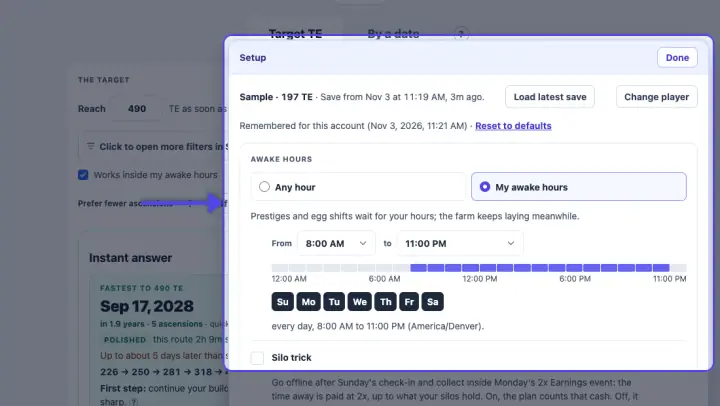 Target TE
By a date
?
Setup
Done
THE TARGET
Sample · 197 TE · Save from Nov 3 at 11:19 AM, 3m ago.
Load latest save
Change player
Reach
490
TE as soon as
Remembered for this account (Nov 3, 2026, 11:21 AM) · Reset to defaults
Click to open more filters in S
AWAKE HOURS
Works inside my awake hours
Any hour
My awake hours
Prefer fewer ascensions
Prestiges and egg shifts wait for your hours; the farm keeps laying meanwhile.
From
8:00 AM
to
11:00 PM
Instant answer
12:00 AM
6:00 AM
12:00 PM
6:00 PM
11:00 PM
FASTEST TO 490 TE
Sep 17, 2028
Su
Mo
Tu
We
Th
Fr
Sa
in 1.9 years · 5 ascensions · quic
every day, 8:00 AM to 11:00 PM (America/Denver).
POLISHED
this route 2h 9m s
Up to about 5 days later than
Silo trick
226 → 250 → 281 → 318 → 4
First step: continue your build
Go offline after Sunday's check-in and collect inside Monday's 2x Earnings event: the
sharp.
?
time away is paid at 2x, up to what your silos hold. On, the plan counts that cash. Off, it